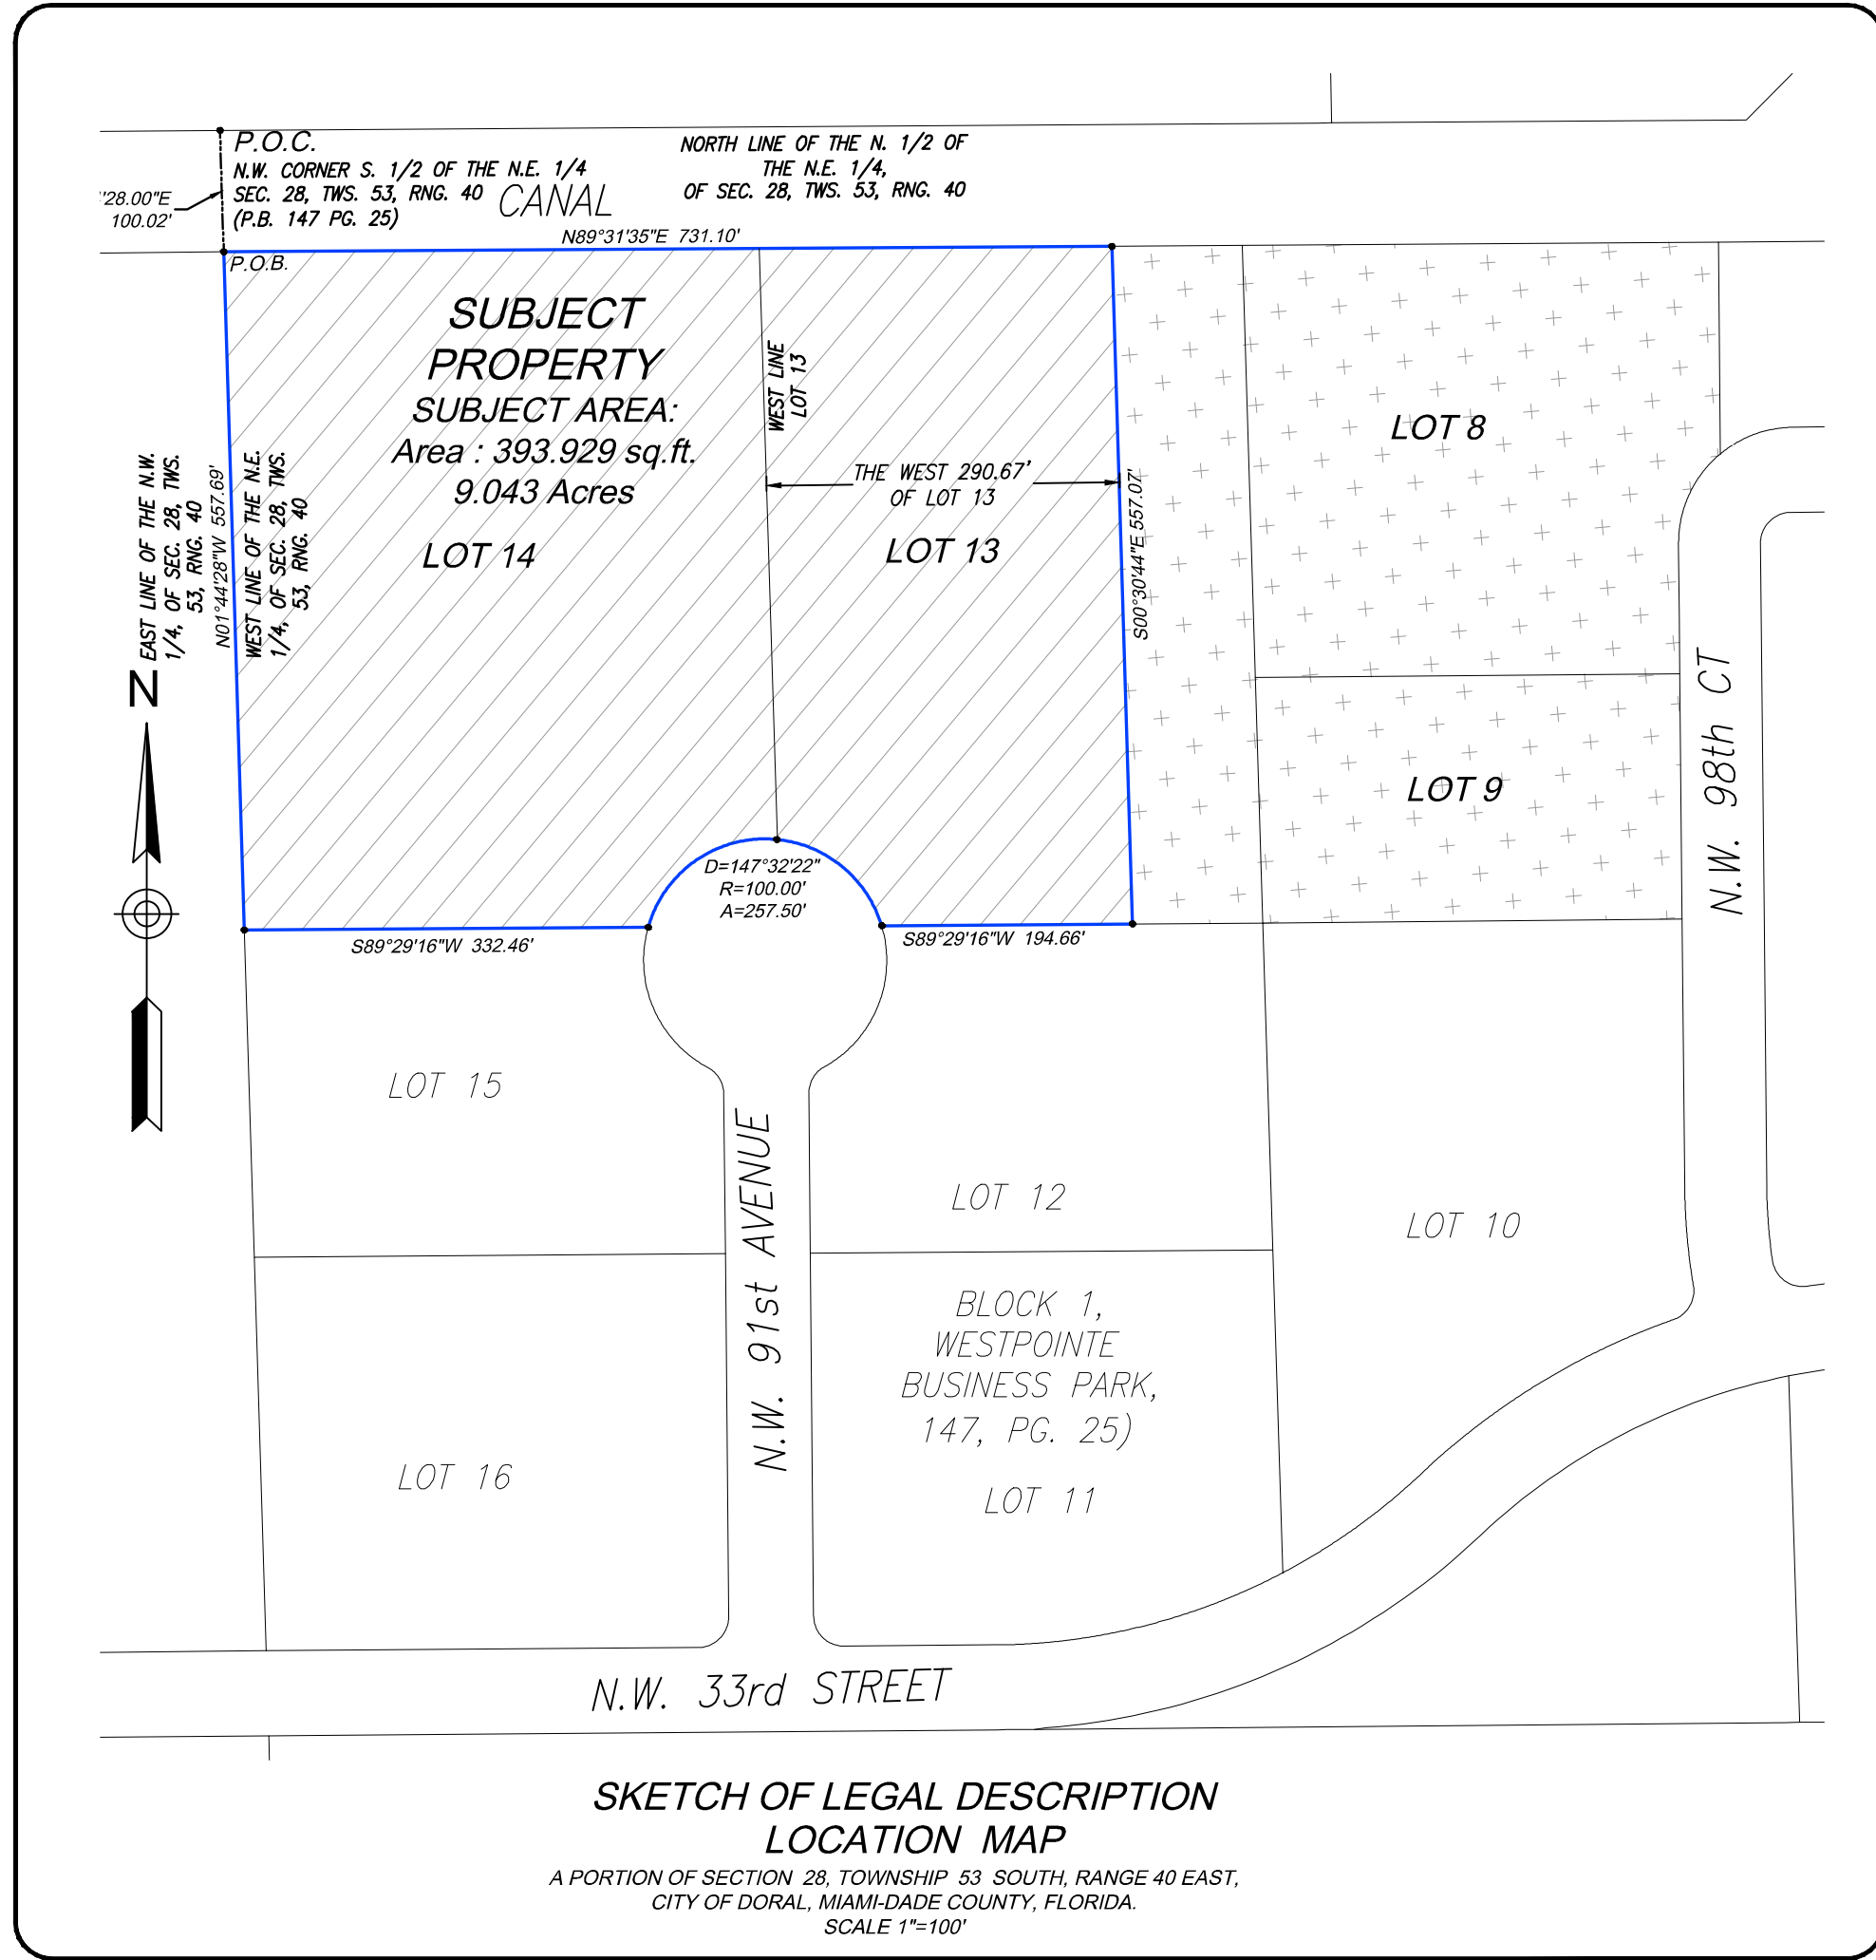 P.O.C.
N.W. CORNER S. 1/2 OF THE N.E. 1/4
SEC. 28, TWS. 53, RNG. 40
(P.B. 147 PG. 25)
CANAL
NORTH LINE OF THE N. 1/2 OF
THE N.E. 1/4,
OF SEC. 28, TWS. 53, RNG. 40
'28.00"E
100.02'
N89°31'35"E 731.10'
P.O.B.
SUBJECT
PROPERTY
SUBJECT AREA:
Area : 393.929 sq.ft.
9.043 Acres
LOT 14
WEST LINE
LOT 13
THE WEST 290.67'
OF LOT 13
LOT 13
S00°30'44"E 557.07'
LOT 8
LOT 9
EAST LINE OF THE N.W.
1/4, OF SEC. 28, TWS.
53, RNG. 40
N01°44'28"W 557.69'
WEST LINE OF THE N.E.
1/4, OF SEC. 28, TWS.
53, RNG. 40
N
D=147°32'22"
R=100.00'
A=257.50'
S89°29'16"W 332.46'
S89°29'16"W 194.66'
N.W. 98th CT
LOT 15
N.W. 91st AVENUE
LOT 12
LOT 10
BLOCK 1,
WESTPOINTE
BUSINESS PARK,
147, PG. 25)
LOT 16
LOT 11
N.W. 33rd STREET
SKETCH OF LEGAL DESCRIPTION
LOCATION MAP
A PORTION OF SECTION 28, TOWNSHIP 53 SOUTH, RANGE 40 EAST,
CITY OF DORAL, MIAMI-DADE COUNTY, FLORIDA.
SCALE 1"=100'